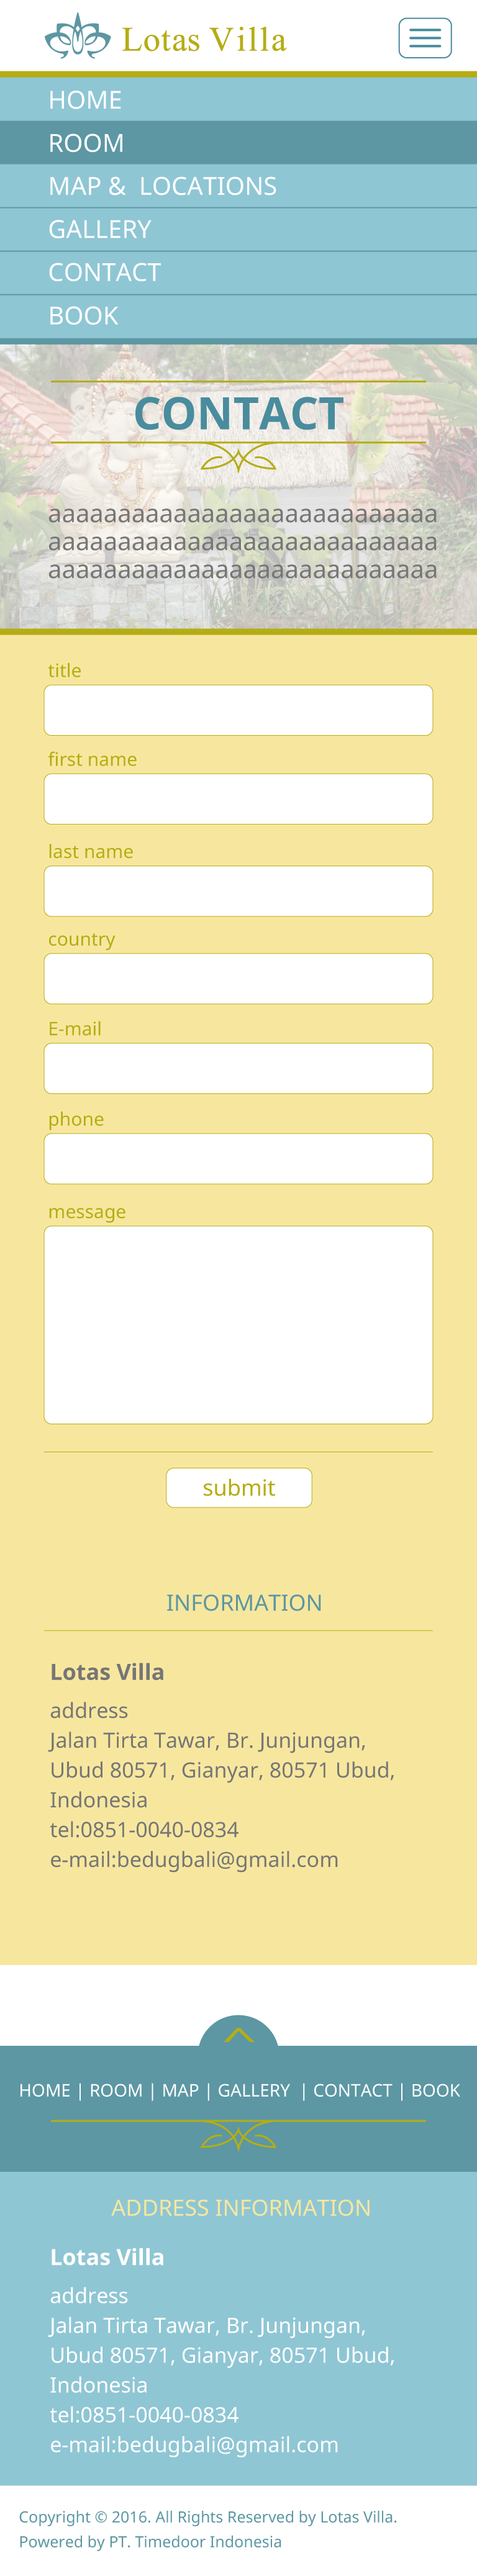 Lotas Villa
HOME
ROOM
MAP & LOCATIONS
GALLERY
CONTACT
BOOK
CONTACT
aaaaaaaaaaaaaaaaaaaaaaaaaaaa
aaaaaaaaaaaaaaaaaaaaaaaaaaaa
aaaaaaaaaaaaaaaaaaaaaaaaaaaa
title
first name
last name
country
E-mail
phone
message
submit
INFORMATION
Lotas Villa
address
Jalan Tirta Tawar, Br. Junjungan,
Ubud 80571, Gianyar, 80571 Ubud,
Indonesia
tel:0851-0040-0834
e-mail:bedugbali@gmail.com
HOME | ROOM | MAP | GALLERY | CONTACT | BOOK
ADDRESS INFORMATION
Lotas Villa
address
Jalan Tirta Tawar, Br. Junjungan,
Ubud 80571, Gianyar, 80571 Ubud,
Indonesia
tel:0851-0040-0834
e-mail:bedugbali@gmail.com
Copyright © 2016. All Rights Reserved by Lotas Villa.
Powered by PT. Timedoor Indonesia